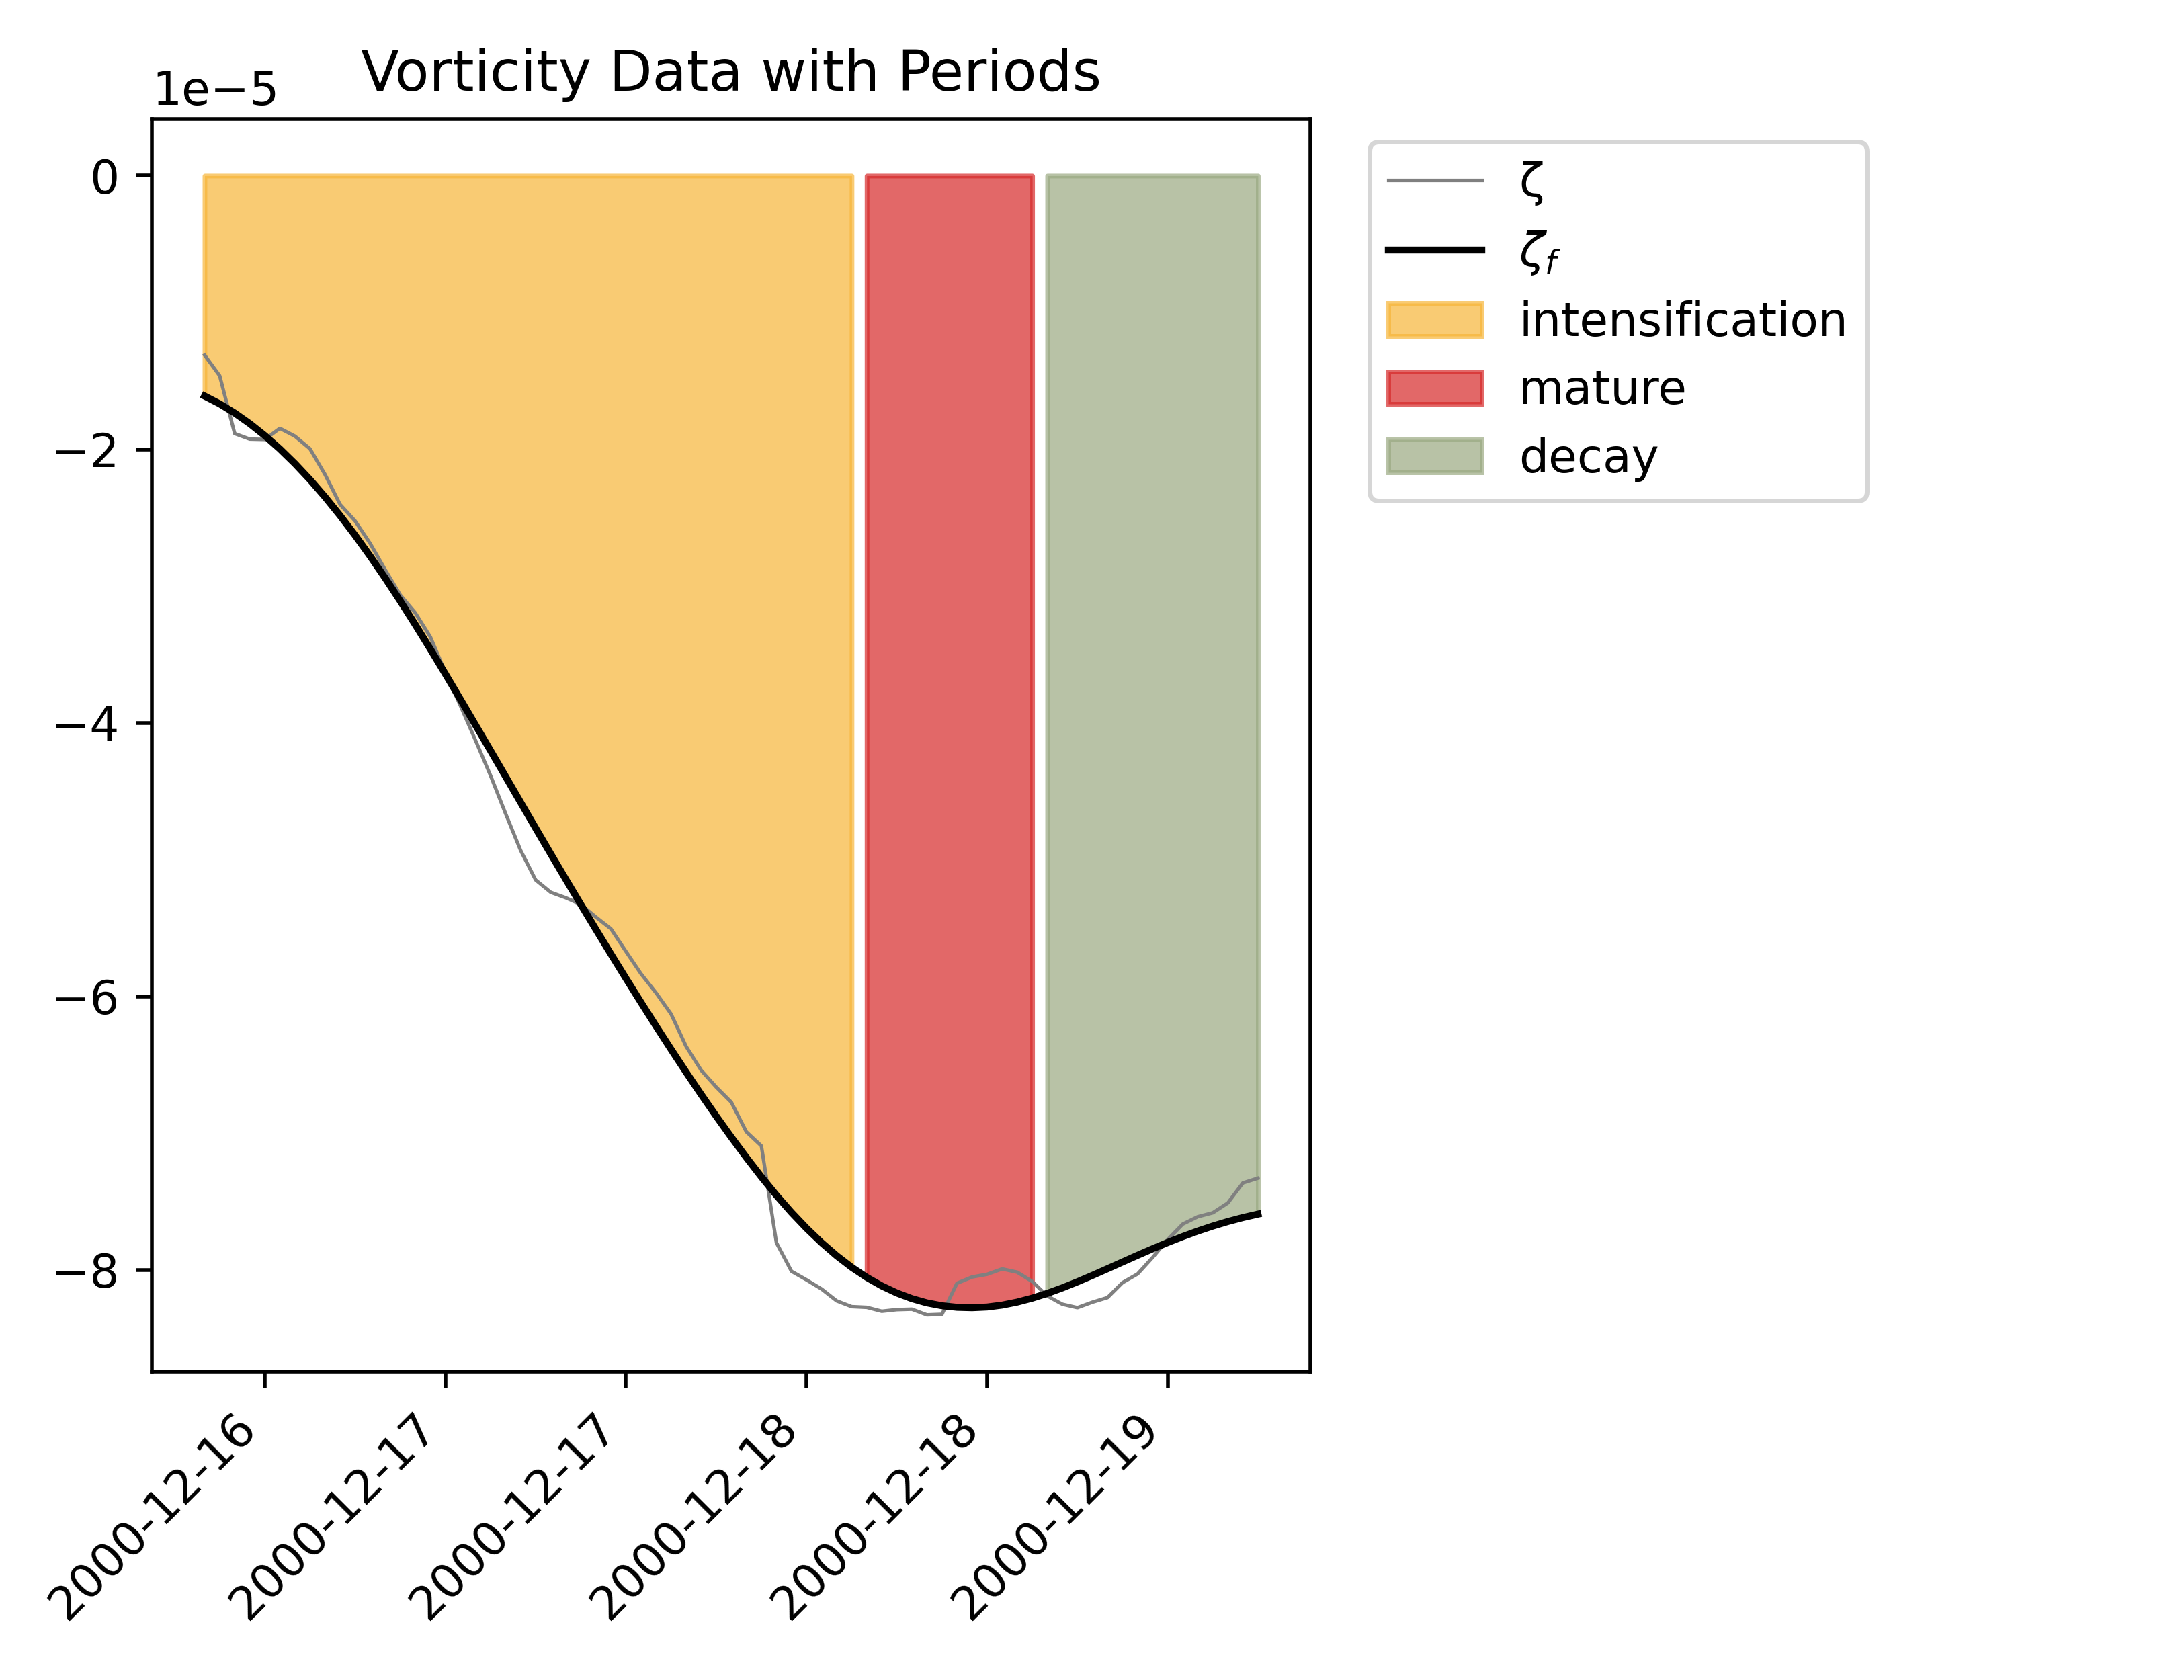 Vorticity Data with Periods
1e−5
0
−2
−4
−6
−8
2000-12-16
2000-12-17
2000-12-17
2000-12-18
2000-12-18
2000-12-19
ζ
ζf
intensification
mature
decay